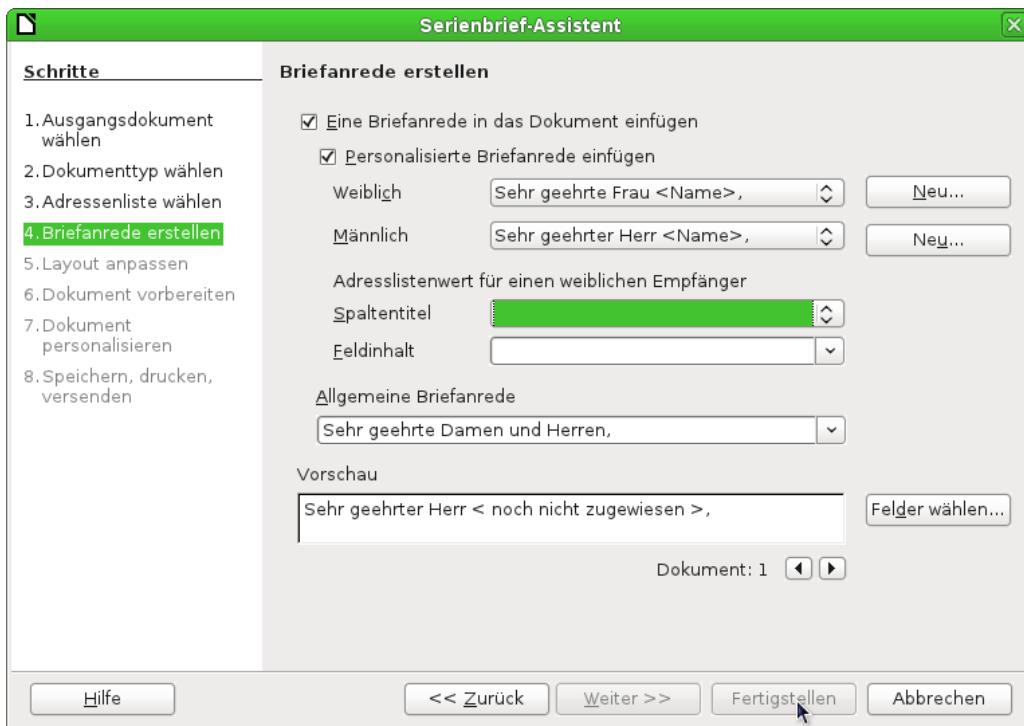 Serienbrief-Assistent
Schritte
1. Ausgangsdokument
wählen
2. Dokumenttyp wählen
3. Adressenliste wählen
4. Briefanrede erstellen
5. Layout anpassen
6. Dokument vorbereiten
7. Dokument
personalisieren
8. Speichern, drucken,
versenden
Briefanrede erstellen
Eine Briefanrede in das Dokument einfügen
Personalisierte Briefanrede einfügen
Weiblich Sehr geehrte Frau <Name>, Neu...
Männlich Sehr geehrter Herr <Name>, Neu...
Adresslistenwert für einen weiblichen Empfänger
Spaltentitel
Feldinhalt
Allgemeine Briefanrede
Sehr geehrte Damen und Herren,
Vorschau
Sehr geehrter Herr < noch nicht zugewiesen >, Felder wählen...
Dokument: 1
Hilfe << Zurück Weiter >> Fertigstellen Abbrechen